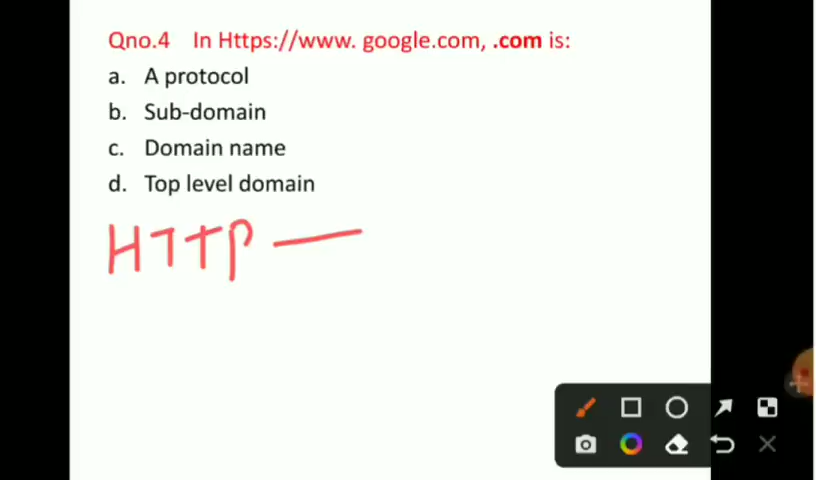 Qno.4 In Https://www. google.com, .com is:
a. A protocol
b. Sub-domain
c. Domain name
d. Top level domain
HTTP —